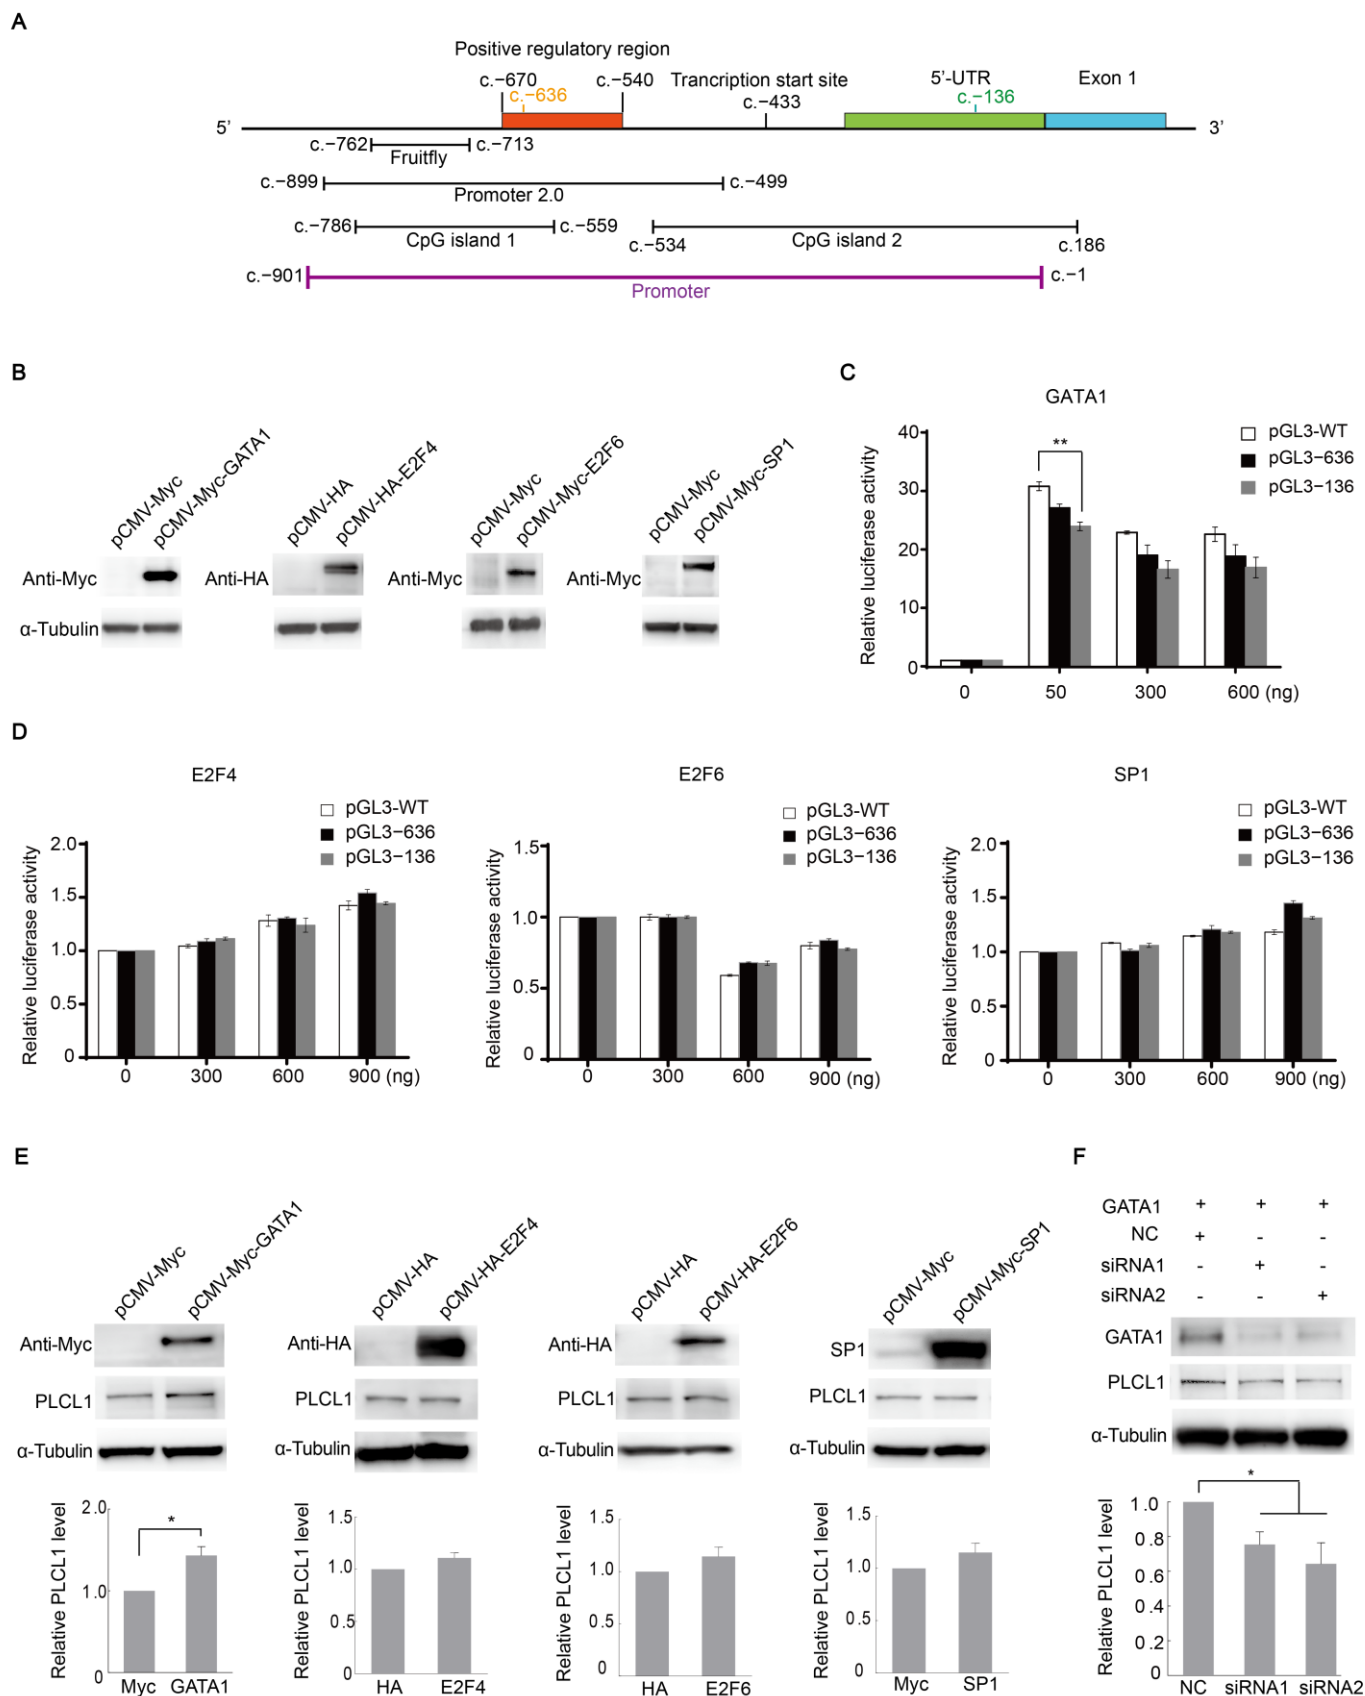 A
Positive regulatory region
c.−670 c.−540 Trancription start site 5'-UTR Exon 1
c.−636 c.−433 c.−136
5' 3'
c.−762 c.−713
Fruitfly
c.−899 c.−499
Promoter 2.0
c.−786 c.−559
CpG island 1 c.−534 CpG island 2 c.186
c.−901 c.−1
Promoter
B
pCMV-Myc pCMV-Myc-GATA1 pCMV-HA pCMV-HA-E2F4 pCMV-Myc pCMV-Myc-E2F6 pCMV-Myc pCMV-Myc-SP1
Anti-Myc Anti-HA Anti-Myc Anti-Myc
α-Tubulin
C
GATA1
pGL3-WT
pGL3−636
pGL3−136
**
Relative luciferase activity
40
30
20
10
0
0 50 300 600 (ng)
D
E2F4
pGL3-WT
pGL3−636
pGL3−136
Relative luciferase activity
2.0
1.5
1.0
0.5
0
0 300 600 900 (ng)
E2F6
pGL3-WT
pGL3−636
pGL3−136
Relative luciferase activity
1.5
1.0
0.5
0
0 300 600 900 (ng)
SP1
pGL3-WT
pGL3−636
pGL3−136
Relative luciferase activity
2.0
1.5
1.0
0.5
0
0 300 600 900 (ng)
E
pCMV-Myc pCMV-Myc-GATA1 pCMV-HA pCMV-HA-E2F4 pCMV-HA pCMV-HA-E2F6 pCMV-Myc pCMV-Myc-SP1
Anti-Myc Anti-HA Anti-HA SP1
PLCL1 PLCL1 PLCL1 PLCL1
α-Tubulin α-Tubulin α-Tubulin α-Tubulin
Relative PLCL1 level
2.0
1.0
0
*
Myc GATA1
Relative PLCL1 level
1.5
1.0
0.5
0
HA E2F4
Relative PLCL1 level
1.5
1.0
0.5
0
HA E2F6
Relative PLCL1 level
1.5
1.0
0.5
0
Myc SP1
F
GATA1 + + +
NC + - -
siRNA1 - + -
siRNA2 - - +
GATA1
PLCL1
α-Tubulin
Relative PLCL1 level
*
1.0
0.8
0.6
0.4
0.2
0
NC siRNA1 siRNA2